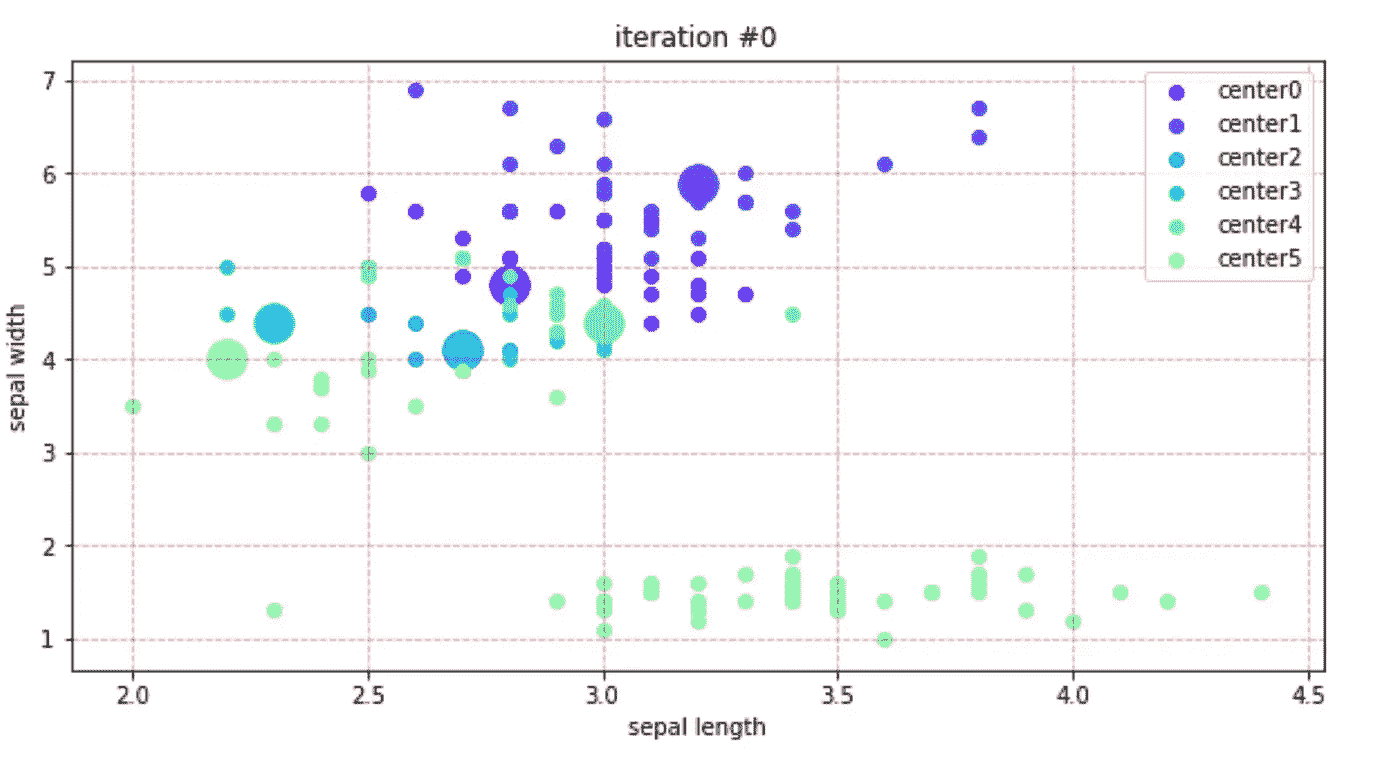 iteration #0
7
6
5
4
3
2
1
sepal width
center0
center1
center2
center3
center4
center5
2.0 2.5 3.0 3.5 4.0 4.5
sepal length